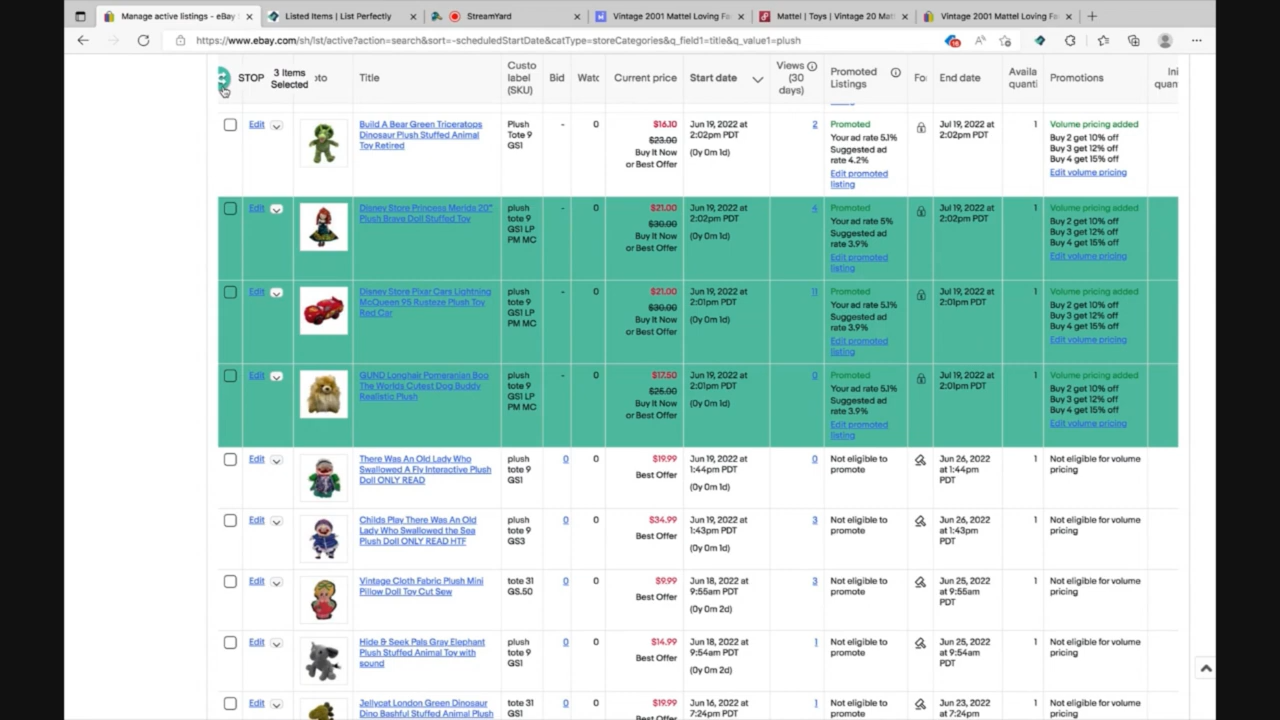 Manage active listings - eBay
Listed Items | List Perfectly
StreamYard
Vintage 2001 Mattel Loving Fa
Mattel | Toys | Vintage 20 Mat
Vintage 2001 Mattel Loving Fa
https://www.ebay.com/sh/lst/active?action=search&sort=-scheduledStartDate&catType=storeCategories&q_field1=title&q_value1=plush
STOP
3 Items
Selected
oto
Title
Custo
label
(SKU)
Bid
Watc
Current price
Start date
Views
(30
days)
Promoted
Listings
Fo
End date
Availa
quanti
Promotions
Ini
quan
Edit
Build A Bear Green Triceratops
Dinosaur Plush Stuffed Animal
Toy Retired
Plush
Tote 9
GS1
-
0
$16.10
$23.00
Buy It Now
or Best Offer
Jun 19, 2022 at
2:02pm PDT
(0y 0m 1d)
2
Promoted
Your ad rate 5.1%
Suggested ad
rate 4.2%
Edit promoted
listing
Jul 19, 2022 at
2:02pm PDT
1
Volume pricing added
Buy 2 get 10% off
Buy 3 get 12% off
Buy 4 get 15% off
Edit volume pricing
Edit
Disney Store Princess Merida 20"
Plush Brave Doll Stuffed Toy
plush
tote 9
GS1 LP
PM MC
-
0
$21.00
$30.00
Buy It Now
or Best Offer
Jun 19, 2022 at
2:02pm PDT
(0y 0m 1d)
4
Promoted
Your ad rate 5%
Suggested ad
rate 3.9%
Edit promoted
listing
Jul 19, 2022 at
2:02pm PDT
1
Volume pricing added
Buy 2 get 10% off
Buy 3 get 12% off
Buy 4 get 15% off
Edit volume pricing
Edit
Disney Store Pixar Cars Lightning
McQueen 95 Rusteze Plush Toy
Red Car
plush
tote 9
GS1 LP
PM MC
-
0
$21.00
$30.00
Buy It Now
or Best Offer
Jun 19, 2022 at
2:01pm PDT
(0y 0m 1d)
11
Promoted
Your ad rate 5.1%
Suggested ad
rate 3.9%
Edit promoted
listing
Jul 19, 2022 at
2:01pm PDT
1
Volume pricing added
Buy 2 get 10% off
Buy 3 get 12% off
Buy 4 get 15% off
Edit volume pricing
Edit
GUND Longhair Pomeranian Boo
The Worlds Cutest Dog Buddy
Realistic Plush
plush
tote 9
GS1 LP
PM MC
-
0
$17.50
$25.00
Buy It Now
or Best Offer
Jun 19, 2022 at
2:01pm PDT
(0y 0m 1d)
0
Promoted
Your ad rate 5.1%
Suggested ad
rate 3.9%
Edit promoted
listing
Jul 19, 2022 at
2:01pm PDT
1
Volume pricing added
Buy 2 get 10% off
Buy 3 get 12% off
Buy 4 get 15% off
Edit volume pricing
Edit
There Was An Old Lady Who
Swallowed A Fly Interactive Plush
Doll ONLY READ
plush
tote 9
GS1
0
0
$19.99
Best Offer
Jun 19, 2022 at
1:44pm PDT
(0y 0m 1d)
0
Not eligible to
promote
Jun 26, 2022
at 1:44pm
PDT
1
Not eligible for volume
pricing
Edit
Childs Play There Was An Old
Lady Who Swallowed the Sea
Plush Doll ONLY READ HTF
plush
tote 9
GS3
0
0
$34.99
Best Offer
Jun 19, 2022 at
1:43pm PDT
(0y 0m 1d)
3
Not eligible to
promote
Jun 26, 2022
at 1:43pm
PDT
1
Not eligible for volume
pricing
Edit
Vintage Cloth Fabric Plush Mini
Pillow Doll Toy Cut Sew
tote 31
GS.50
0
0
$9.99
Best Offer
Jun 18, 2022 at
9:55am PDT
(0y 0m 2d)
3
Not eligible to
promote
Jun 25, 2022
at 9:55am
PDT
1
Not eligible for volume
pricing
Edit
Hide & Seek Pals Gray Elephant
Plush Stuffed Animal Toy with
sound
plush
tote 9
GS1
0
0
$14.99
Best Offer
Jun 18, 2022 at
9:54am PDT
(0y 0m 2d)
1
Not eligible to
promote
Jun 25, 2022
at 9:54am
PDT
1
Not eligible for volume
pricing
Edit
Jellycat London Green Dinosaur
Dino Bashful Stuffed Animal Plush
tote 31
GS1
0
0
$19.99
Best Offer
Jun 16, 2022 at
7:24pm PDT
1
Not eligible to
promote
Jun 23, 2022
at 7:24pm
1
Not eligible for volume
pricing